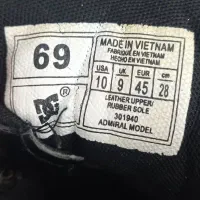 69
MADE IN VIETNAM
FABRIQUÉ EN VIETNAM
HECHO EN VIETNAM
USA UK EUR CM
10 9 45 28
LEATHER UPPER/
RUBBER SOLE
301940
ADMIRAL MODEL
DC
®